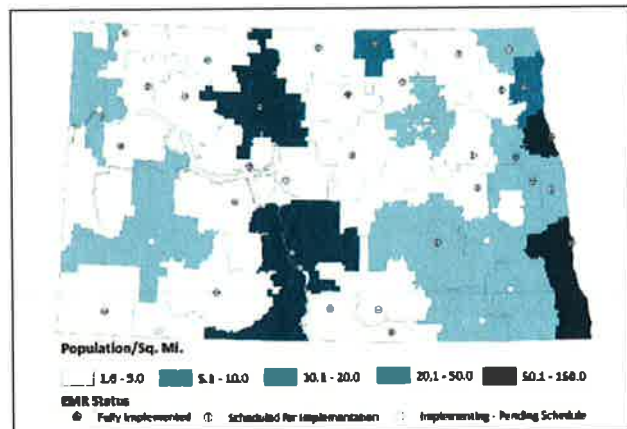 Population/Sq. Mi.
1.0 - 5.0 5.1 - 10.0 10.1 - 20.0 20.1 - 50.0 50.1 - 150.0
EMR Status
Fully Implemented Scheduled for Implementation Implementing - Pending Schedule